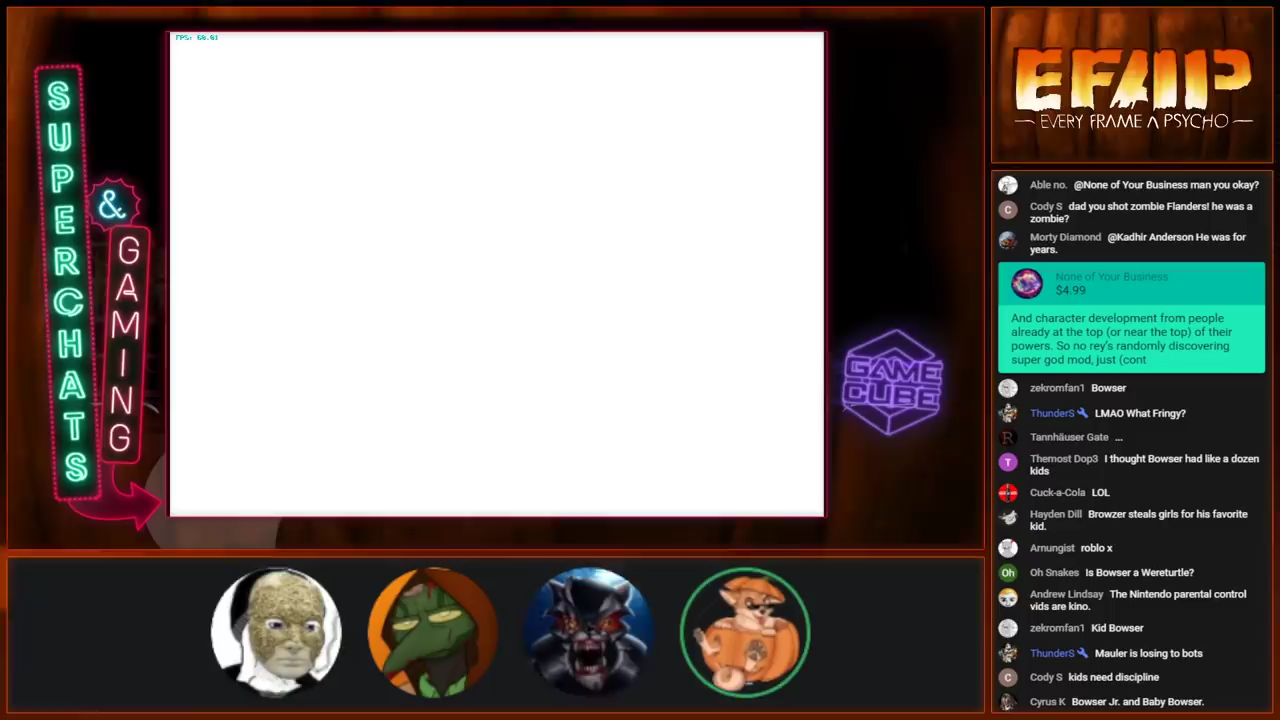 FPS: 60.01
SUPERCHATS
&
GAMING
GAME
CUBE
EFAP
EVERY FRAME A PSYCHO
Able no. @None of Your Business man you okay?
C
Cody S dad you shot zombie Flanders! he was a
zombie?
Morty Diamond @Kadhir Anderson He was for
years.
None of Your Business
$4.99
And character development from people
already at the top (or near the top) of their
powers. So no rey's randomly discovering
super god mod, just (cont
zekromfan1 Bowser
ThunderS LMAO What Fringy?
R
Tannhäuser Gate ...
T
Themost Dop3 I thought Bowser had like a dozen
kids
Cuck-a-Cola LOL
Hayden Dill Browzer steals girls for his favorite
kid.
Arnungist roblo x
Oh
Oh Snakes Is Bowser a Wereturtle?
Andrew Lindsay The Nintendo parental control
vids are kino.
zekromfan1 Kid Bowser
ThunderS Mauler is losing to bots
C
Cody S kids need discipline
Cyrus K Bowser Jr. and Baby Bowser.